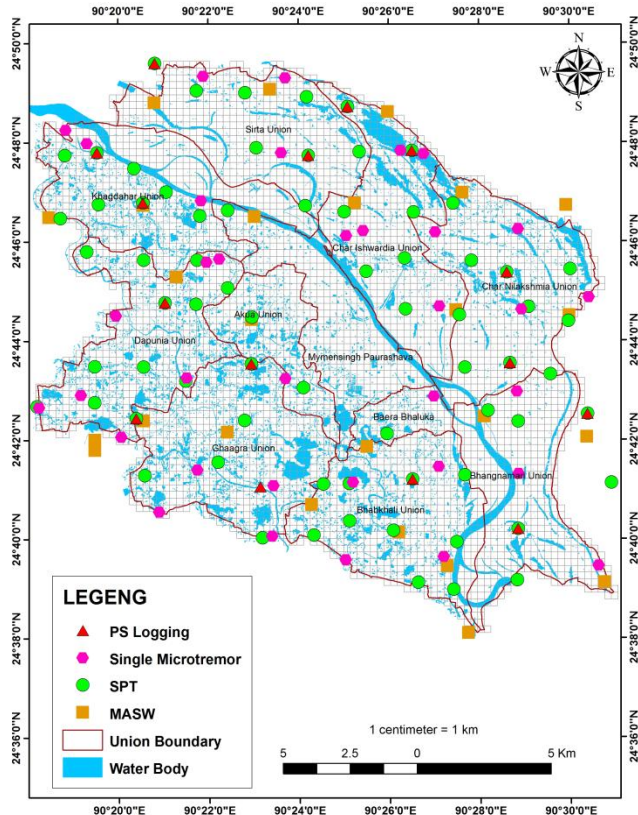 90°20'0"E 90°22'0"E 90°24'0"E 90°26'0"E 90°28'0"E 90°30'0"E
24°50'0"N 24°50'0"N
N
W E
S
Sirta Union
24°48'0"N 24°48'0"N
Khagdahar Union
24°46'0"N 24°46'0"N
Char Ishwardia Union
Char Nilakshmia Union
Akua Union
24°44'0"N 24°44'0"N
Dapunia Union
Mymensingh Paurashava
Baera Bhaluka
24°42'0"N 24°42'0"N
Ghaagra Union
Bhangnamari Union
Bhabkhali Union
24°40'0"N 24°40'0"N
LEGENG
PS Logging
Single Microtremor
SPT
MASW
Union Boundary
Water Body
24°38'0"N 24°38'0"N
24°36'0"N 24°36'0"N
1 centimeter = 1 km
5 2.5 0 5 Km
90°20'0"E 90°22'0"E 90°24'0"E 90°26'0"E 90°28'0"E 90°30'0"E